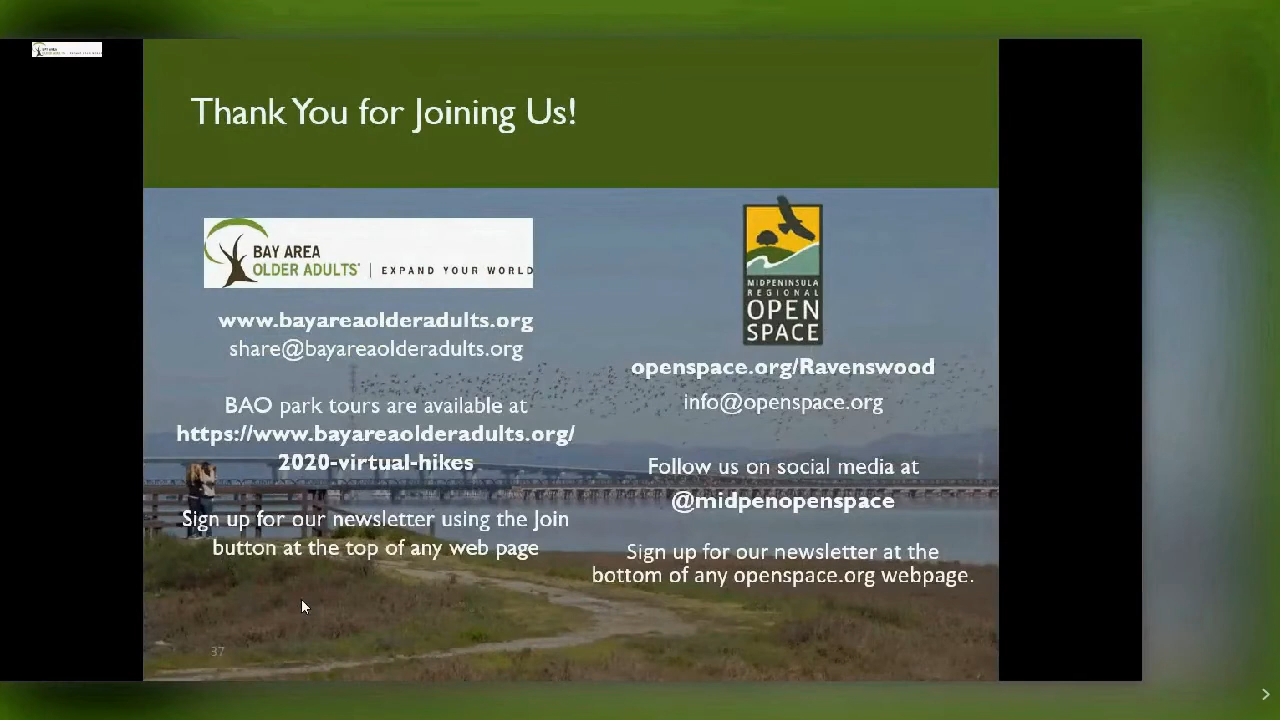 Thank You for Joining Us!
BAY AREA
OLDER ADULTS | EXPAND YOUR WORLD
www.bayareaolderadults.org
share@bayareaolderadults.org
BAO park tours are available at
https://www.bayareaolderadults.org/
2020-virtual-hikes
Sign up for our newsletter using the Join
button at the top of any web page
MIDPENINSULA
REGIONAL
OPEN
SPACE
openspace.org/Ravenswood
info@openspace.org
Follow us on social media at
@midpenopenspace
Sign up for our newsletter at the
bottom of any openspace.org webpage.
37